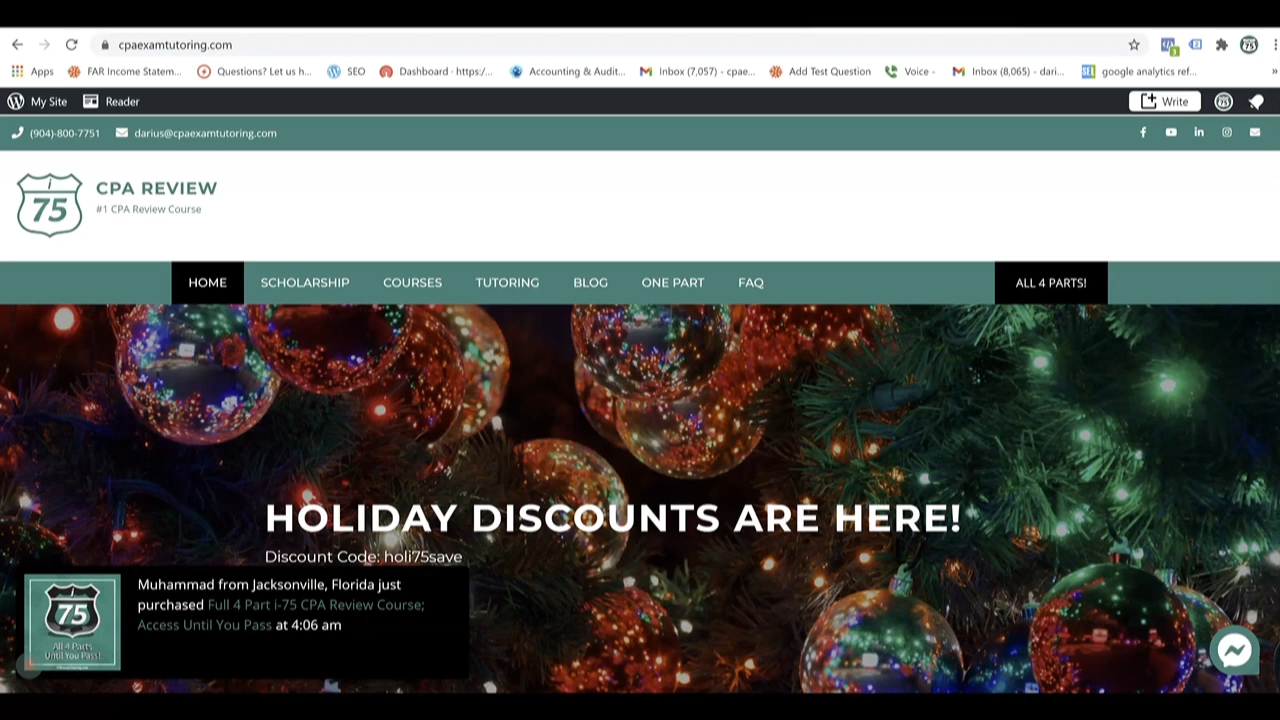 cpaexamtutoring.com
Apps FAR Income Statem... Questions? Let us h... SEO Dashboard · https:/... Accounting & Audit... Inbox (7,057) - cpae... Add Test Question Voice - Inbox (8,065) - dari... SEL google analytics ref... »
My Site Reader Write
(904)-800-7751 darius@cpaexamtutoring.com
i
75
CPA REVIEW
#1 CPA Review Course
HOME SCHOLARSHIP COURSES TUTORING BLOG ONE PART FAQ ALL 4 PARTS!
HOLIDAY DISCOUNTS ARE HERE!
Discount Code: holi75save
75
All 4 Parts
Until You Pass!
Muhammad from Jacksonville, Florida just
purchased Full 4 Part i-75 CPA Review Course;
Access Until You Pass at 4:06 am